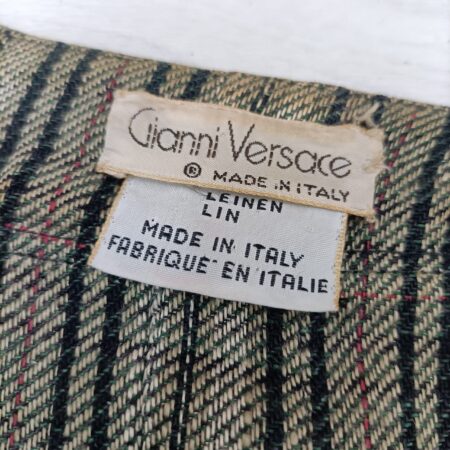 Gianni Versace
® MADE IN ITALY
LEINEN
LIN
MADE IN ITALY
FABRIQUE EN ITALIE